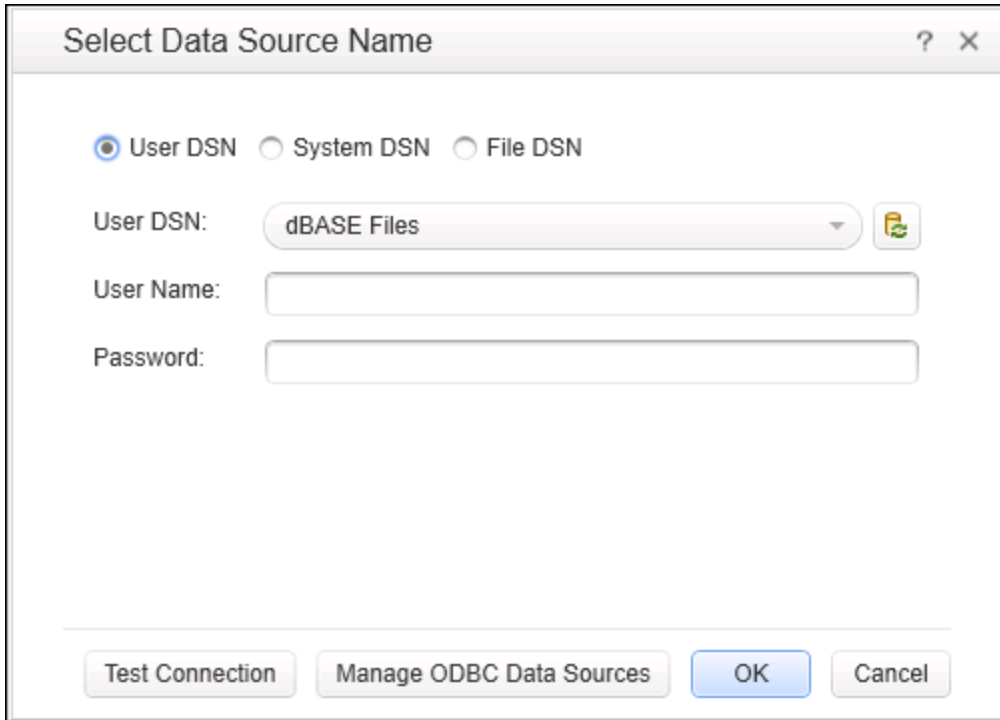 Select Data Source Name ?
User DSN System DSN File DSN
User DSN: dBASE Files
User Name:
Password:
Test Connection Manage ODBC Data Sources OK Cancel